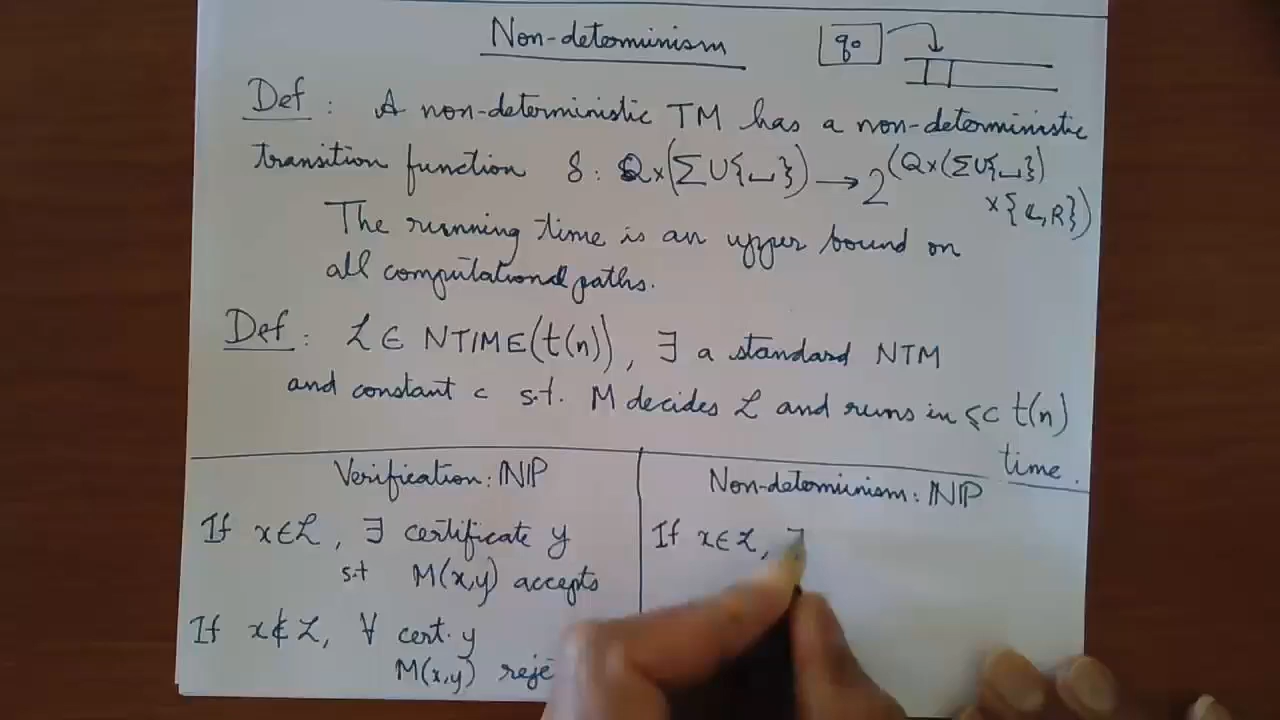 Non-determinism
q₀
Def : A non-deterministic TM has a non-deterministic
transition function δ: Q×(Σ∪{⌴}) → 2^(Q×(Σ∪{⌴})
×{L,R})
The running time is an upper bound on
all computational paths.
Def : L ∈ NTIME(t(n)), ∃ a standard NTM
and constant c s.t. M decides L and runs in ≤c t(n)
time.
Verification: NP
If x∈L, ∃ certificate y
s.t M(x,y) accepts
If x∉L, ∀ cert. y
M(x,y) reje
Non-determinism: NP
If x∈L, ∃